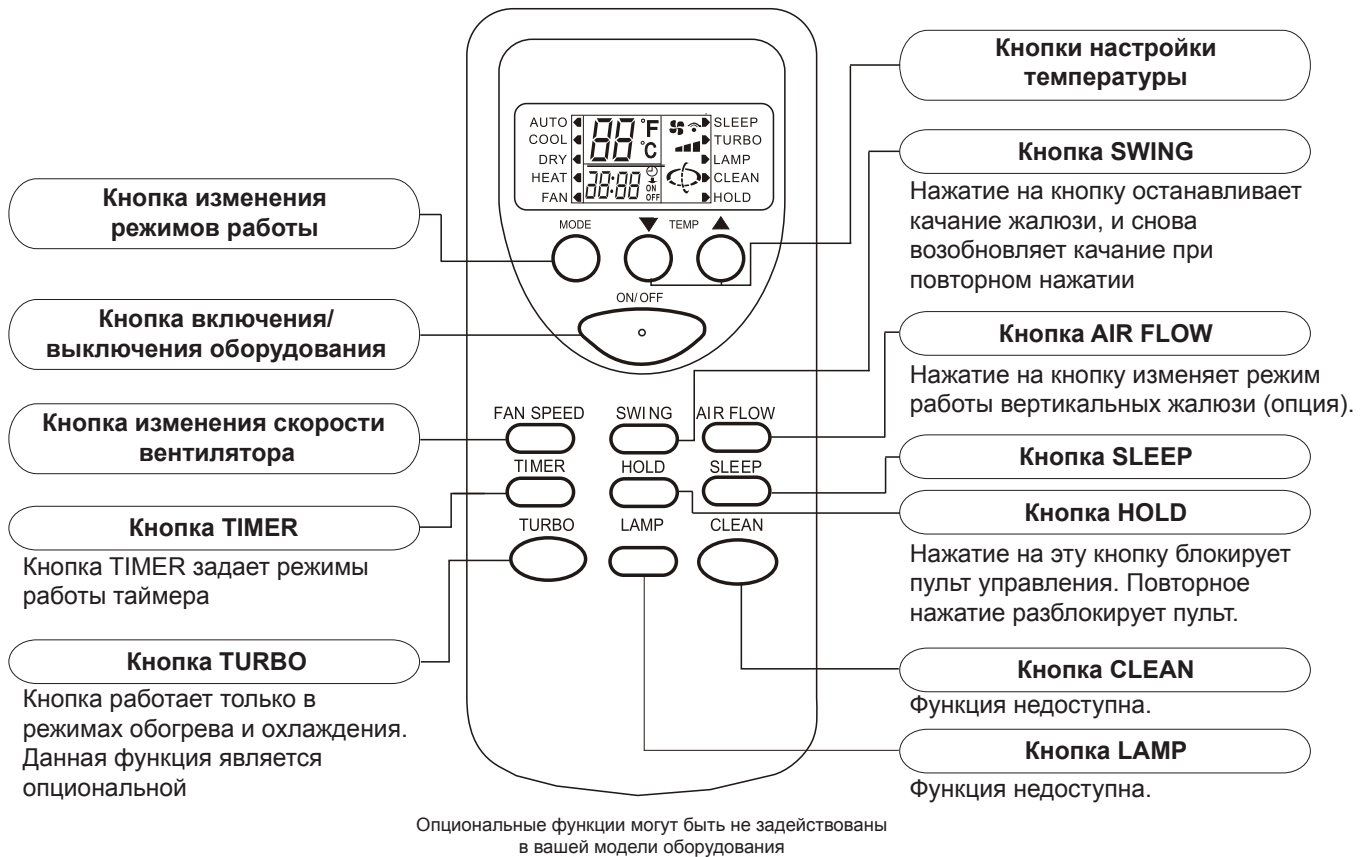 Кнопка изменения
режимов работы
Кнопка включения/
выключения оборудования
Кнопка изменения скорости
вентилятора
Кнопка TIMER
Кнопка TIMER задает режимы
работы таймера
Кнопка TURBO
Кнопка работает только в
режимах обогрева и охлаждения.
Данная функция является
опциональной
AUTO
COOL
DRY
HEAT
FAN
88 °F
°C
88:88 ON
OFF
SLEEP
TURBO
LAMP
CLEAN
HOLD
MODE ▼ TEMP ▲
ON/OFF
FAN SPEED SWING AIR FLOW
TIMER HOLD SLEEP
TURBO LAMP CLEAN
Кнопки настройки
температуры
Кнопка SWING
Нажатие на кнопку останавливает
качание жалюзи, и снова
возобновляет качание при
повторном нажатии
Кнопка AIR FLOW
Нажатие на кнопку изменяет режим
работы вертикальных жалюзи (опция).
Кнопка SLEEP
Кнопка HOLD
Нажатие на эту кнопку блокирует
пульт управления. Повторное
нажатие разблокирует пульт.
Кнопка CLEAN
Функция недоступна.
Кнопка LAMP
Функция недоступна.
Опциональные функции могут быть не задействованы
в вашей модели оборудования